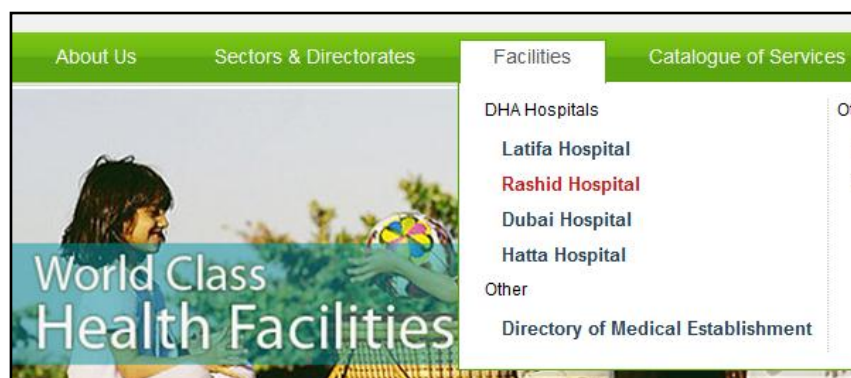 About Us Sectors & Directorates Facilities Catalogue of Services
DHA Hospitals
Latifa Hospital
Rashid Hospital
Dubai Hospital
Hatta Hospital
Other
Directory of Medical Establishment
World Class
Health Facilities